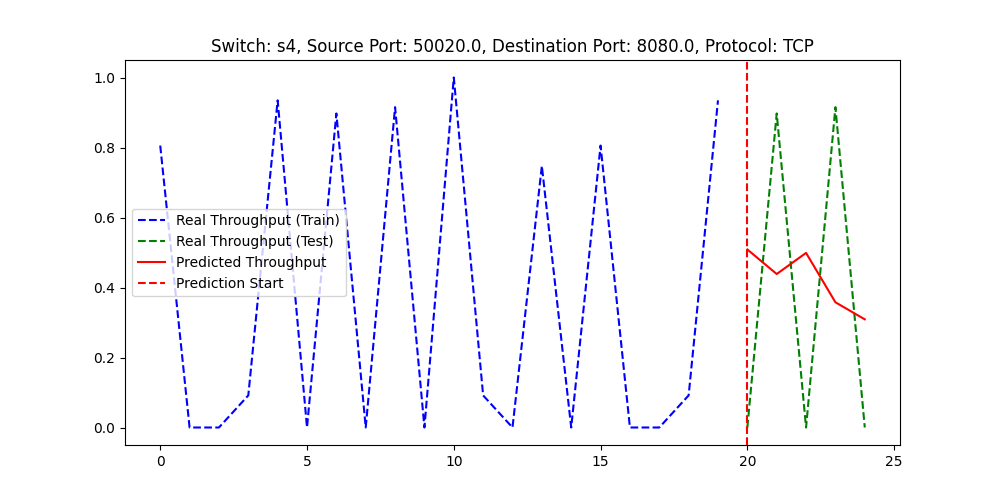 Switch: s4, Source Port: 50020.0, Destination Port: 8080.0, Protocol: TCP
1.0
0.8
0.6
0.4
0.2
0.0
Real Throughput (Train)
Real Throughput (Test)
Predicted Throughput
Prediction Start
0 5 10 15 20 25